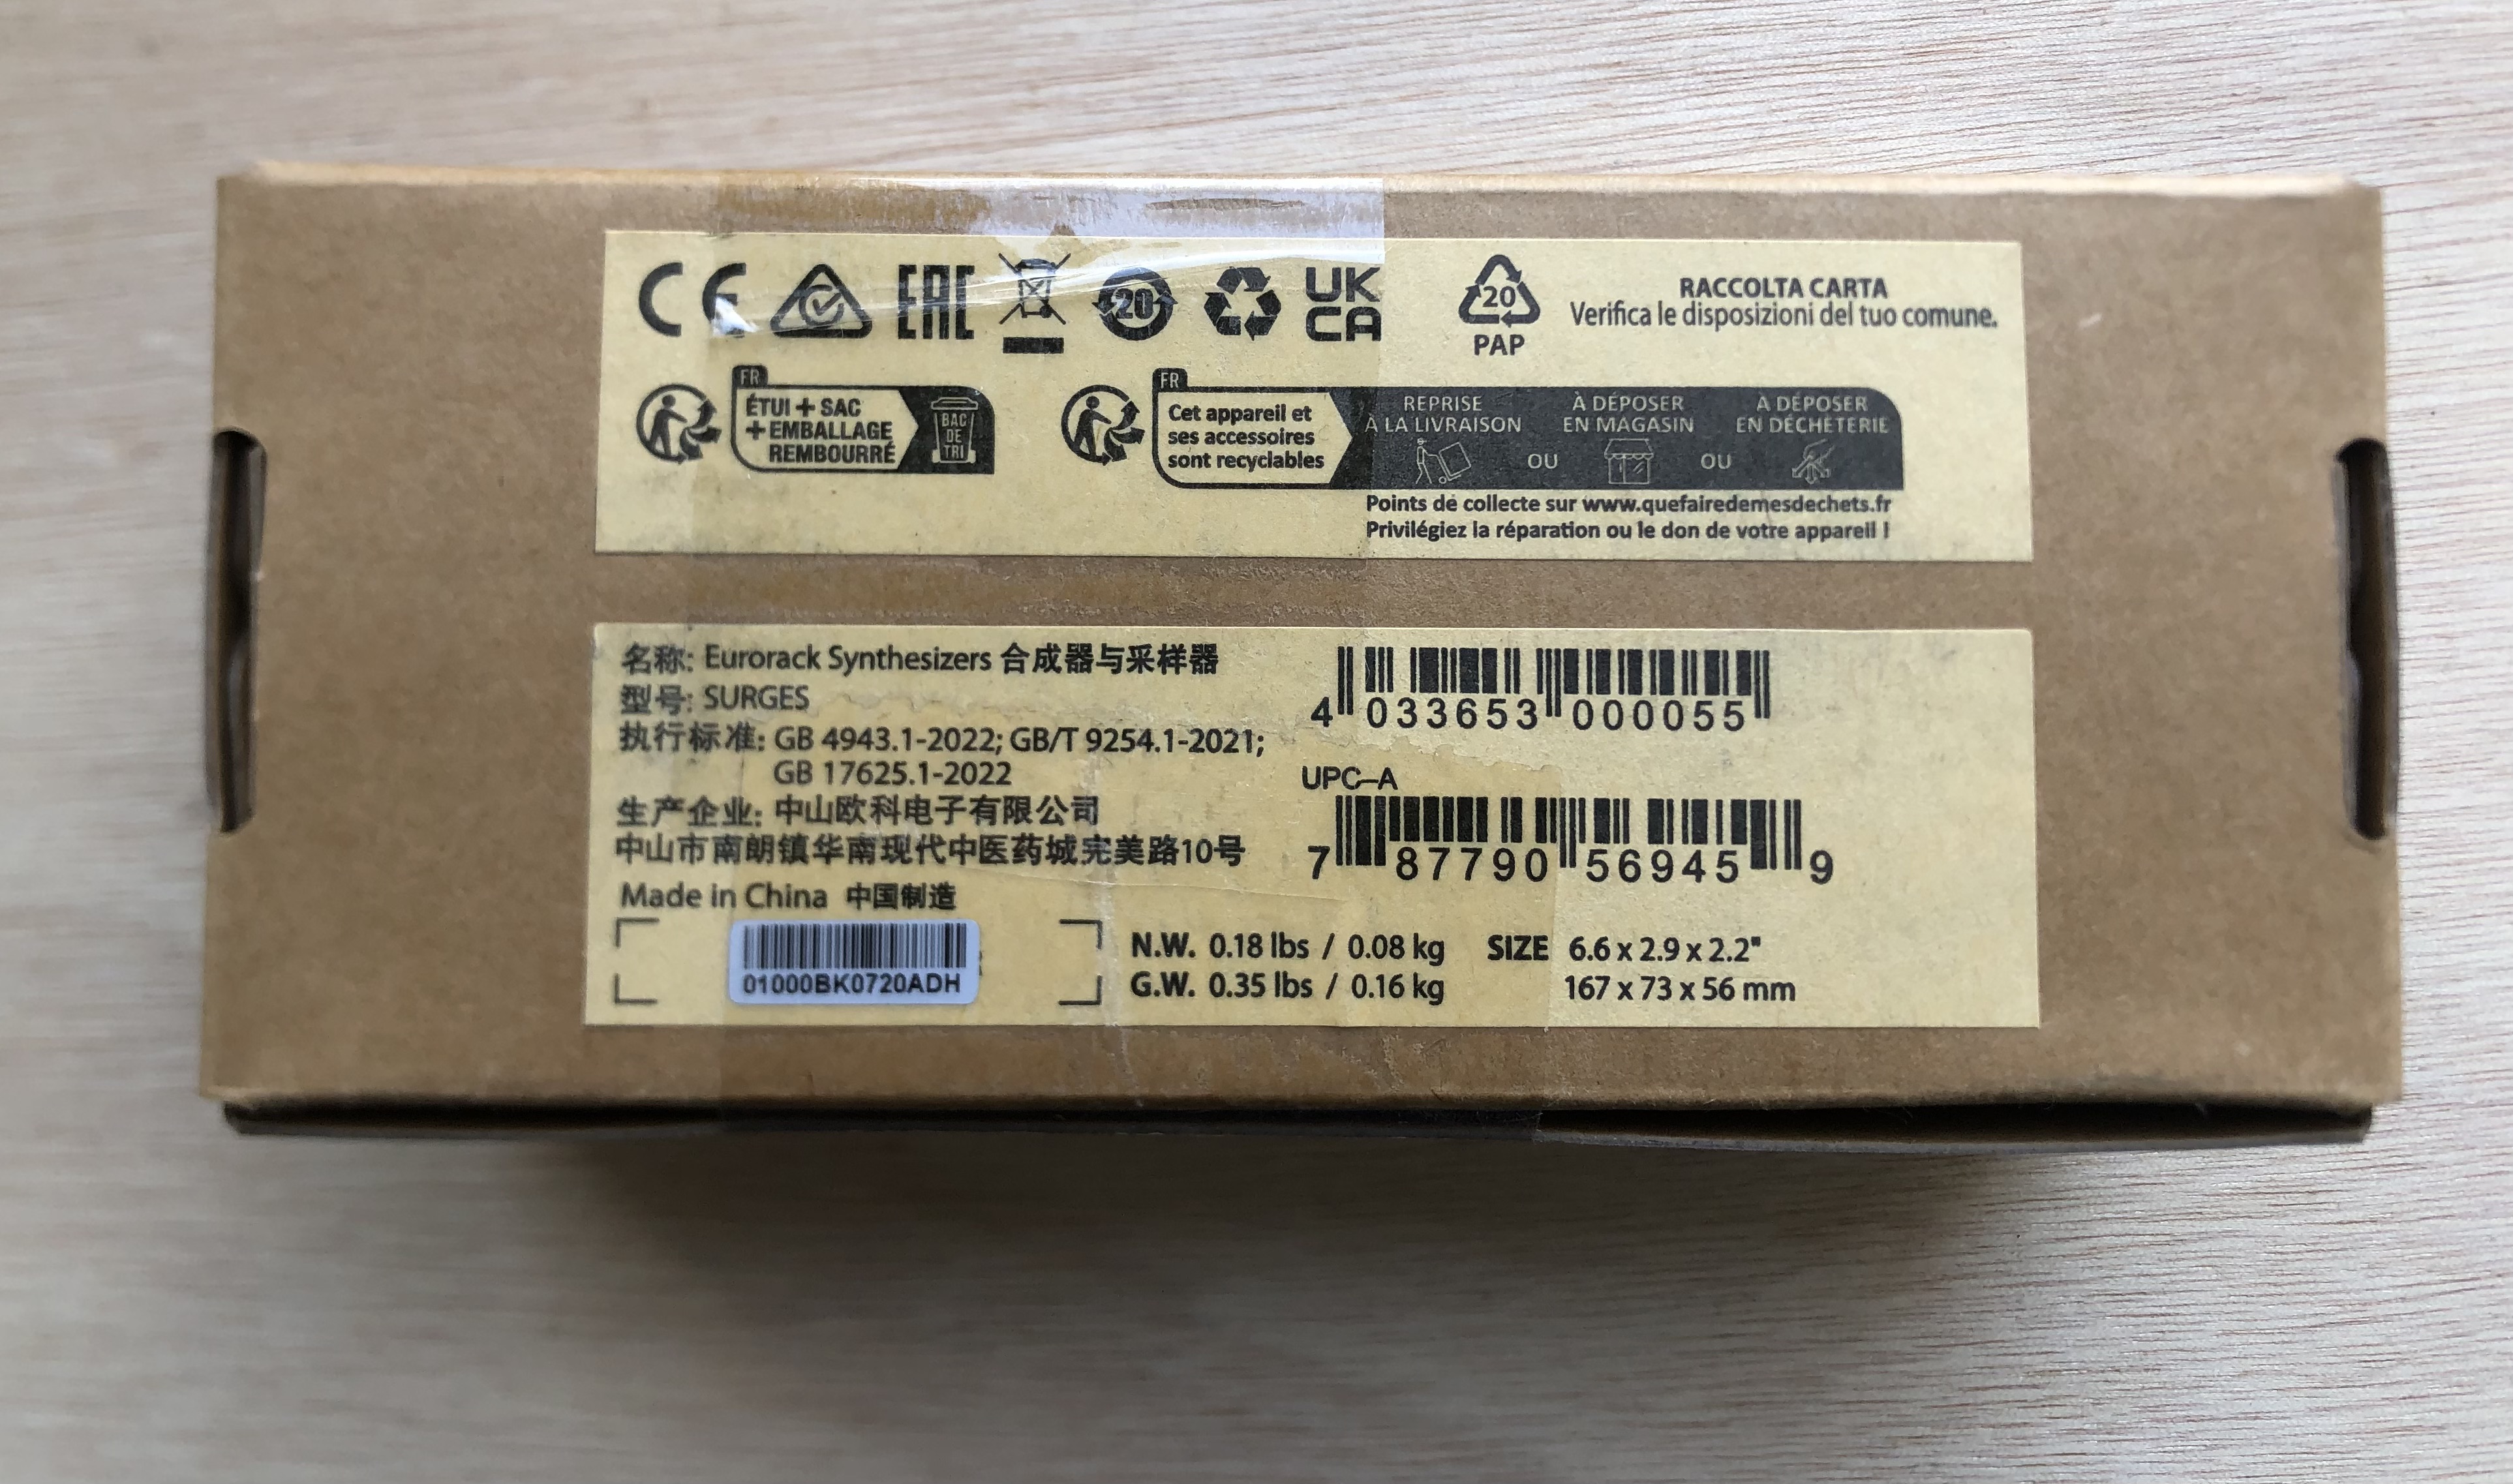 CE EAC 20 UK
CA
20
PAP
RACCOLTA CARTA
Verifica le disposizioni del tuo comune.
FR
ÉTUI + SAC
+ EMBALLAGE
REMBOURRÉ
BAC
DE
TRI
FR
Cet appareil et
ses accessoires
sont recyclables
REPRISE
À LA LIVRAISON
OU
À DÉPOSER
EN MAGASIN
OU
À DÉPOSER
EN DÉCHÈTERIE
Points de collecte sur www.quefairedemesdechets.fr
Privilégiez la réparation ou le don de votre appareil !
名称: Eurorack Synthesizers 合成器与采样器
型号: SURGES
执行标准: GB 4943.1-2022; GB/T 9254.1-2021;
GB 17625.1-2022
生产企业: 中山欧科电子有限公司
中山市南朗镇华南现代中医药城完美路10号
Made in China 中国制造
01000BK0720ADH
4 033653 000055
UPC-A
7 87790 56945 9
N.W. 0.18 lbs / 0.08 kg SIZE 6.6 x 2.9 x 2.2"
G.W. 0.35 lbs / 0.16 kg 167 x 73 x 56 mm